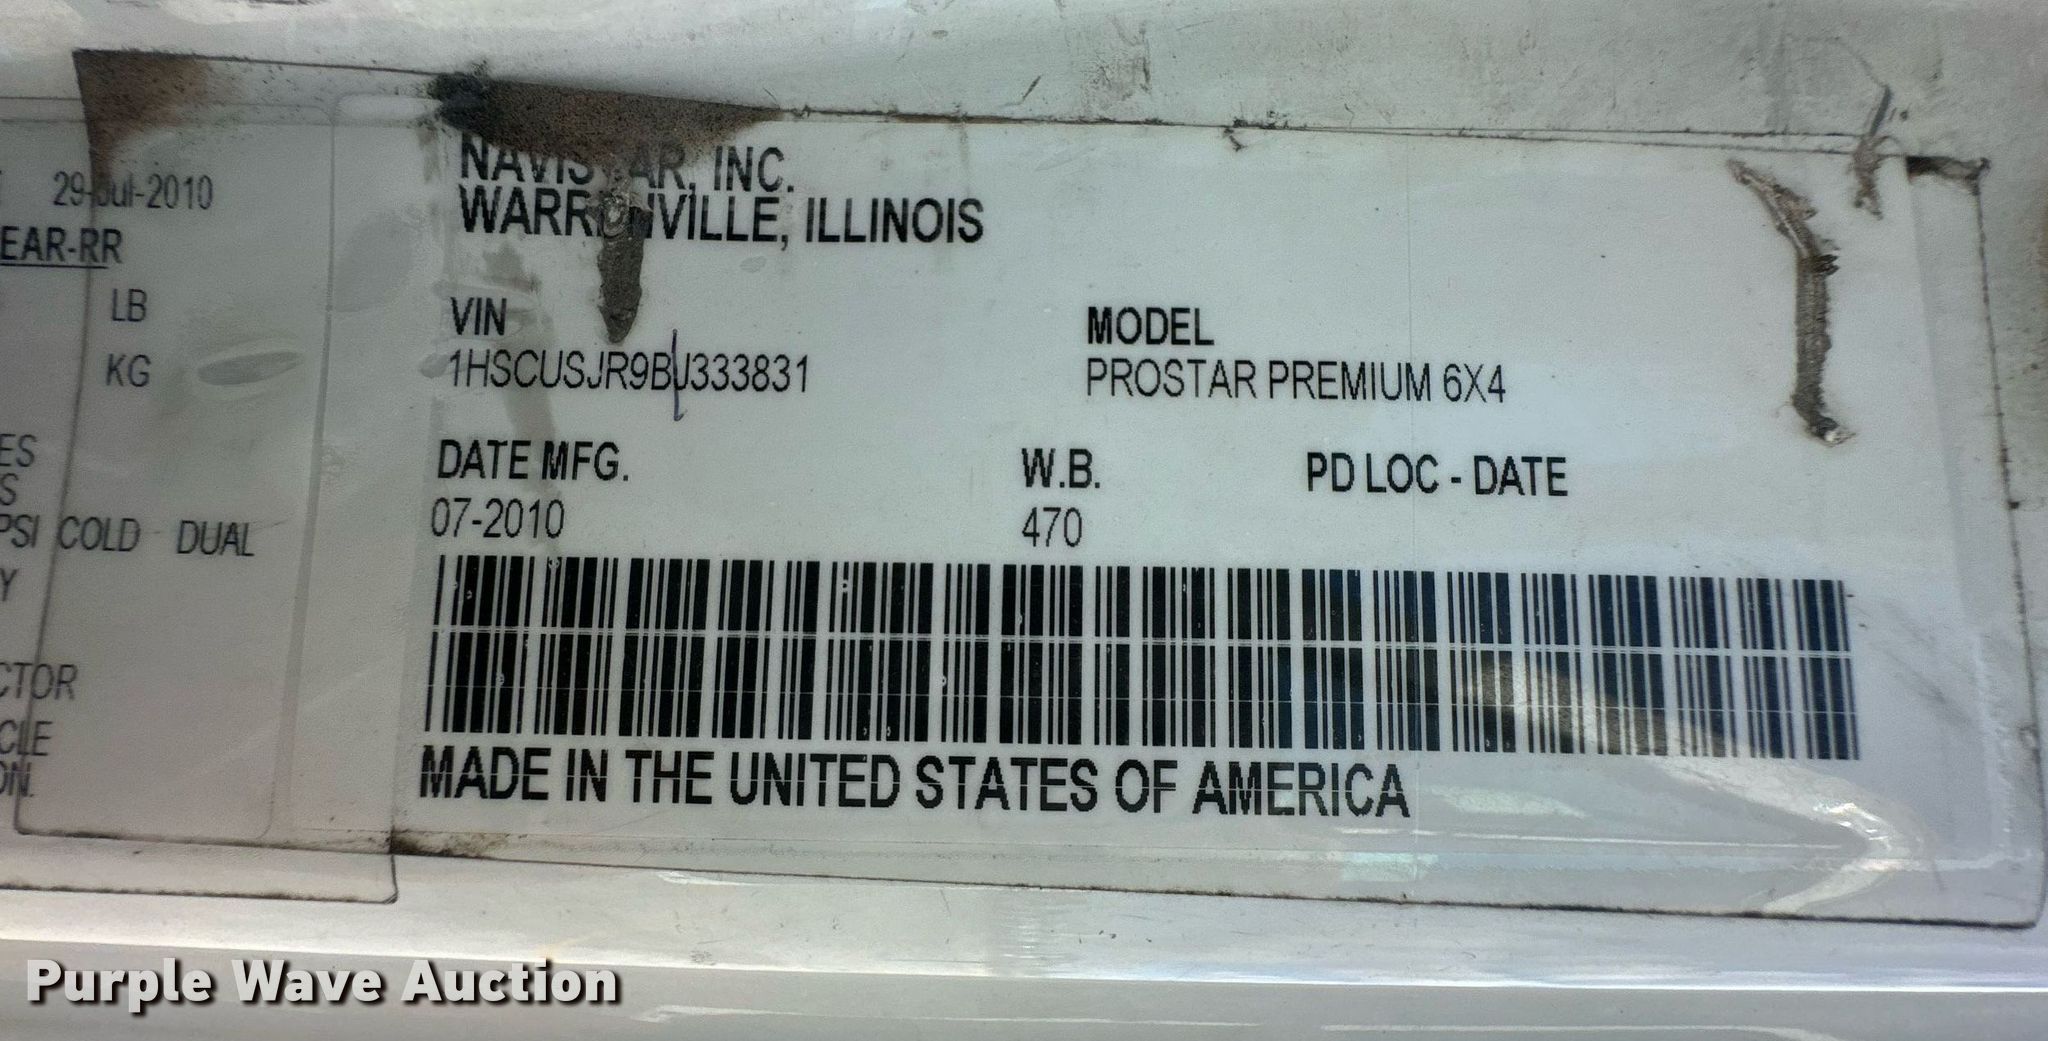 29-Jul-2010
EAR-RR
LB
KG
ES
S
PSI COLD DUAL
Y
CTOR
CLE
ON.
NAVISTAR, INC.
WARRENVILLE, ILLINOIS
VIN
1HSCUSJR9BJ333831
MODEL
PROSTAR PREMIUM 6X4
DATE MFG.
07-2010
W.B.
470
PD LOC - DATE
MADE IN THE UNITED STATES OF AMERICA
Purple Wave Auction